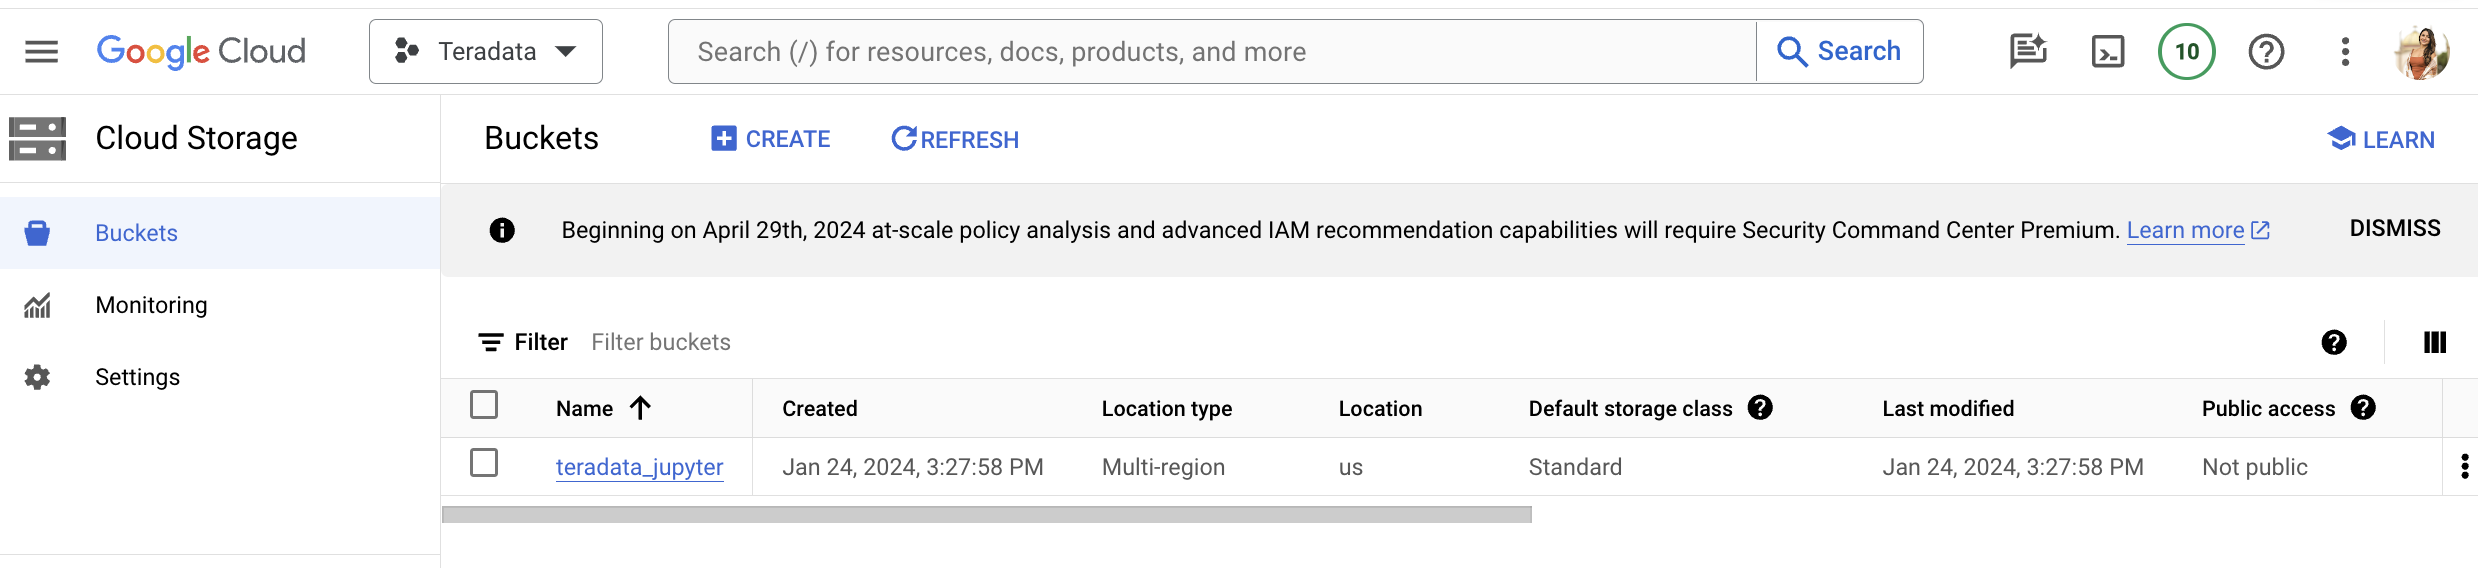 Google Cloud Teradata Search (/) for resources, docs, products, and more Search 10
Cloud Storage
Buckets CREATE REFRESH LEARN
Buckets
Monitoring
Settings
Beginning on April 29th, 2024 at-scale policy analysis and advanced IAM recommendation capabilities will require Security Command Center Premium. Learn more DISMISS
Filter Filter buckets
Name Created Location type Location Default storage class Last modified Public access
teradata_jupyter Jan 24, 2024, 3:27:58 PM Multi-region us Standard Jan 24, 2024, 3:27:58 PM Not public